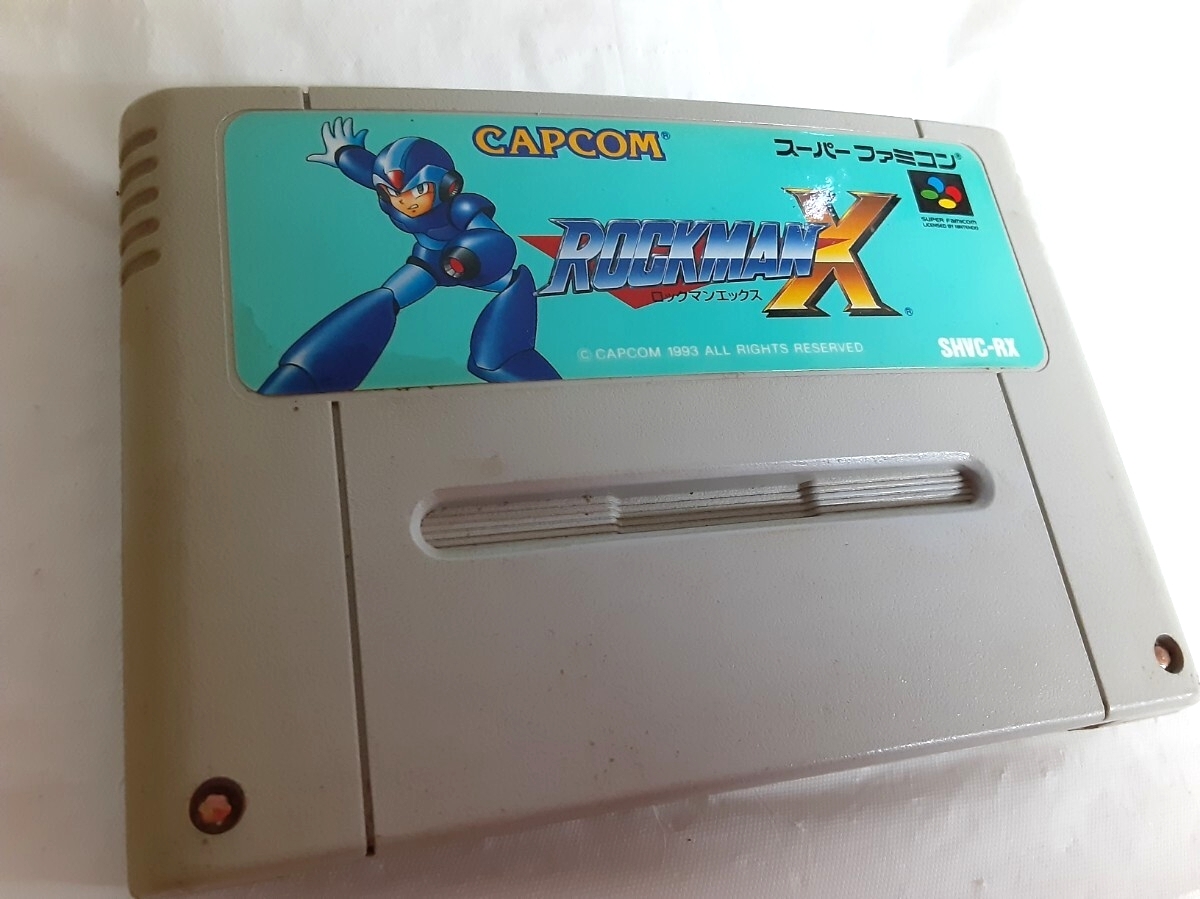 CAPCOM®
スーパーファミコン®
SUPER FAMICOM
LICENSED BY NINTENDO
ROCKMAN X®
ロックマンエックス
© CAPCOM 1993 ALL RIGHTS RESERVED
SHVC-RX